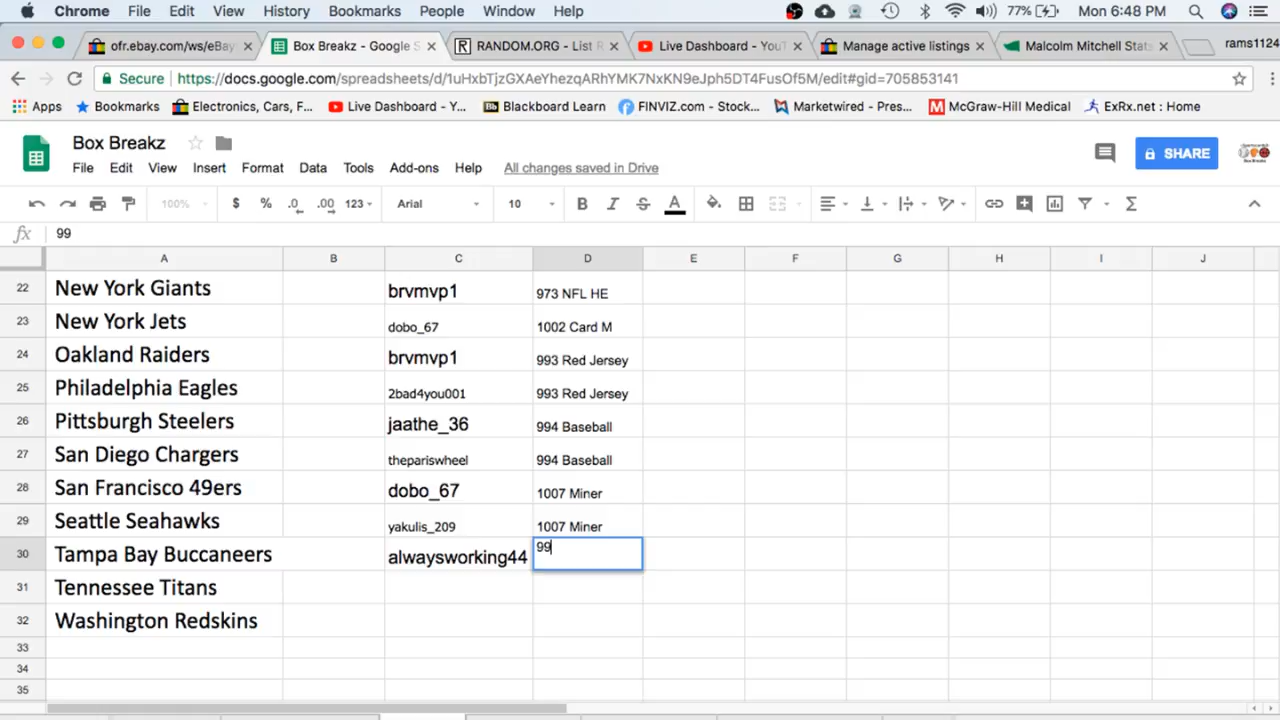 Chrome File Edit View History Bookmarks People Window Help 77% Mon 6:48 PM
ofr.ebay.com/ws/eBay Box Breakz - Google S RANDOM.ORG - List R Live Dashboard - YouT Manage active listings Malcolm Mitchell Stats rams1124
Secure https://docs.google.com/spreadsheets/d/1uHxbTjzGXAeYhezqARhYMK7NxKN9eJph5DT4FusOf5M/edit#gid=705853141
Apps Bookmarks Electronics, Cars, F... Live Dashboard - Y... Bb Blackboard Learn FINVIZ.com - Stock... Marketwired - Pres... M McGraw-Hill Medical ExRx.net : Home
Box Breakz
File Edit View Insert Format Data Tools Add-ons Help All changes saved in Drive SHARE
100% $ % .0 .00 123 Arial 10 B I S A Σ
fx 99
A B C D E F G H I J
22 New York Giants brvmvp1 973 NFL HE
23 New York Jets dobo_67 1002 Card M
24 Oakland Raiders brvmvp1 993 Red Jersey
25 Philadelphia Eagles 2bad4you001 993 Red Jersey
26 Pittsburgh Steelers jaathe_36 994 Baseball
27 San Diego Chargers thepariswheel 994 Baseball
28 San Francisco 49ers dobo_67 1007 Miner
29 Seattle Seahawks yakulis_209 1007 Miner
30 Tampa Bay Buccaneers alwaysworking44 99
31 Tennessee Titans
32 Washington Redskins
33
34
35